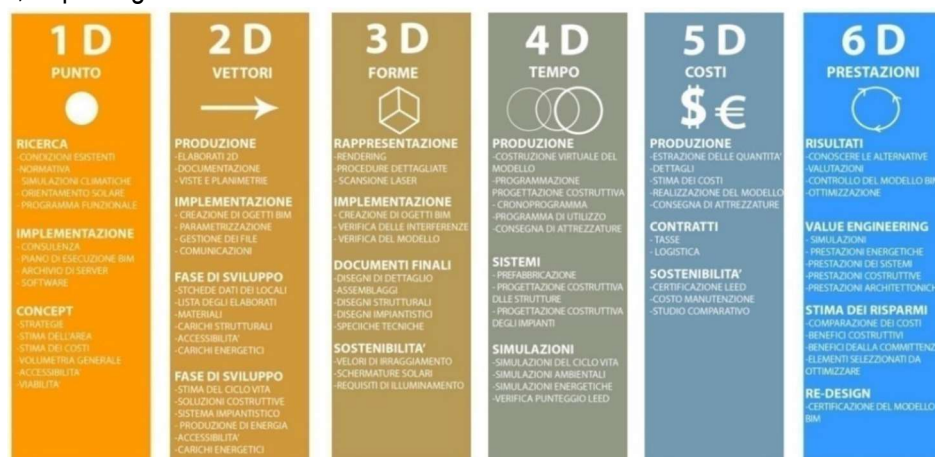 1 D
PUNTO
RICERCA
-CONDIZIONI ESISTENTI
-NORMATIVA
- SIMULAZIONI CLIMATICHE
- ORIENTAMENTO SOLARE
- PROGRAMMA FUNZIONALE
IMPLEMENTAZIONE
- CONSULENZA
- PIANO DI ESECUZIONE BIM
- ARCHIVIO DI SERVER
- SOFTWARE
CONCEPT
-STRATEGIE
-STIMA DELL'AREA
-STIMA DEI COSTI
-VOLUMETRIA GENERALE
-ACCESSIBILITA'
-VIABILITA'
2 D
VETTORI
PRODUZIONE
-ELABORATI 2D
-DOCUMENTAZIONE
- VISTE E PLANIMETRIE
IMPLEMENTAZIONE
- CREAZIONE DI OGETTI BIM
- PARAMETRIZZAZIONE
- GESTIONE DEI FILE
- COMUNICAZIONI
FASE DI SVILUPPO
- STCHEDE DATI DEI LOCALI
- LISTA DEGLI ELABORATI
- MATERIALI
- CARICHI STRUTTURALI
- ACCESSIBILITA'
- CARICHI ENERGETICI
FASE DI SVILUPPO
-STIMA DEL CICLO VITA
-SOLUZIONI COSTRUTTIVE
-SISTEMA IMPIANTISTICO
- PRODUZIONE DI ENERGIA
-ACCESSIBILITA'
-CARICHI ENERGETICI
3 D
FORME
RAPPRESENTAZIONE
-RENDERING
-PROCEDURE DETTAGLIATE
- SCANSIONE LASER
IMPLEMENTAZIONE
- CREAZIONE DI OGETTI BIM
- VERIFICA DELLE INTERFERENZE
- VERIFICA DEL MODELLO
DOCUMENTI FINALI
-DISEGNI DI DETTAGLIO
-ASSEMBLAGGI
-DISEGNI STRUTTURALI
-DISEGNI IMPIANTISTICI
-SPECIICHE TECNICHE
SOSTENIBILITA'
-VELORI DI IRRAGGIAMENTO
-SCHERMATURE SOLARI
-REQUISITI DI ILLUMINAMENTO
4 D
TEMPO
PRODUZIONE
-COSTRUZIONE VIRTUALE DEL
MODELLO
-PROGRAMMAZIONE
PROGETTAZIONE COSTRUTTIVA
- CRONOPROGRAMMA
-PROGRAMMA DI UTILIZZO
-CONSEGNA DI ATTREZZATURE
SISTEMI
-PREFABBRICAZIONE
- PROGETTAZIONE COSTRUTTIVA
DLLE STRUTTURE
- PROGETTAZIONE COSTRUTTIVA
DEGLI IMPIANTI
SIMULAZIONI
-SIMULAZIONI DEL CICLO VITA
-SIMULAZIONI AMBIENTALI
-SIMULAZIONI ENERGETICHE
-VERIFICA PUNTEGGIO LEED
5 D
COSTI
$ €
PRODUZIONE
-ESTRAZIONE DELLE QUANTITA'
-DETTAGLI
-STIMA DEI COSTI
-REALIZZAZIONE DEL MODELLO
-CONSEGNA DI ATTREZZATURE
CONTRATTI
- TASSE
- LOGISTICA
SOSTENIBILITA'
-CERTIFICAZIONE LEED
-COSTO MANUTENZIONE
-STUDIO COMPARATIVO
6 D
PRESTAZIONI
RISULTATI
-CONOSCERE LE ALTERNATIVE
-VALUTAZIONI
-CONTROLLO DEL MODELLO
-OTTIMIZZAZIONE
VALUE ENGINEERING
- SIMULAZIONI
- PRESTAZIONI ENERGETICHE
-PRESTAZIONI DEI SISTEMI
-PRESTAZIONI COSTRUTTIVE
-PRESTAZIONI
STIMA DEI RISPARMI
-COMPARAZIONE DEI COSTI
-BENEFICI COSTRUTTIVI
-BENEFICI DEALLA
-ELEMENTI SELEZZIONATI DA
OTTIMIZZARE
RE-DESIGN
-CERTIFICAZIONE DEL MODELLO
BIM